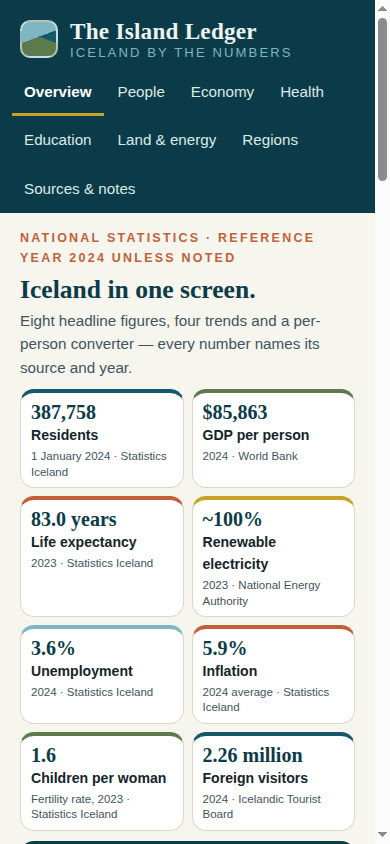 The Island Ledger
ICELAND BY THE NUMBERS
Overview People Economy Health
Education Land & energy Regions
Sources & notes
NATIONAL STATISTICS · REFERENCE
YEAR 2024 UNLESS NOTED
Iceland in one screen.
Eight headline figures, four trends and a per-
person converter — every number names its
source and year.
387,758
Residents
1 January 2024 · Statistics
Iceland
$85,863
GDP per person
2024 · World Bank
83.0 years
Life expectancy
2023 · Statistics Iceland
~100%
Renewable
electricity
2023 · National Energy
Authority
3.6%
Unemployment
2024 · Statistics Iceland
5.9%
Inflation
2024 average · Statistics
Iceland
1.6
Children per woman
Fertility rate, 2023 ·
Statistics Iceland
2.26 million
Foreign visitors
2024 · Icelandic Tourist
Board